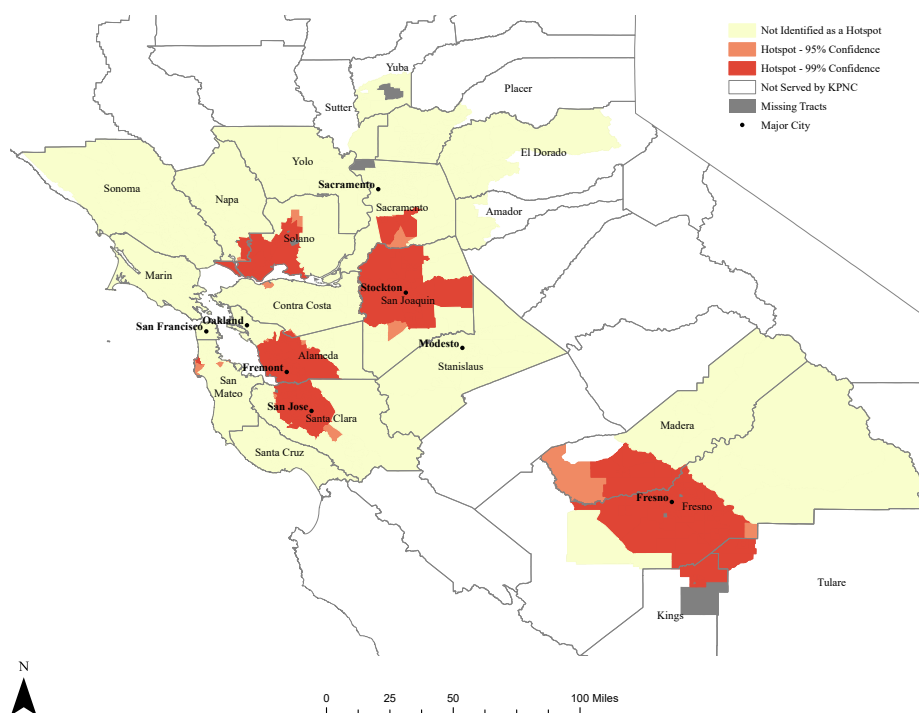 Not Identified as a Hotspot
Hotspot - 95% Confidence
Hotspot - 99% Confidence
Not Served by KPNC
Missing Tracts
Major City
Yuba
Placer
Sutter
El Dorado
Yolo
Sonoma
Napa
Sacramento
Sacramento
Amador
Solano
Marin
Stockton
San Joaquin
Contra Costa
Oakland
San Francisco
Modesto
Alameda
Stanislaus
Fremont
San
Mateo
San Jose
Santa Clara
Santa Cruz
Madera
Fresno
Fresno
Tulare
Kings
N
0 25 50 100 Miles